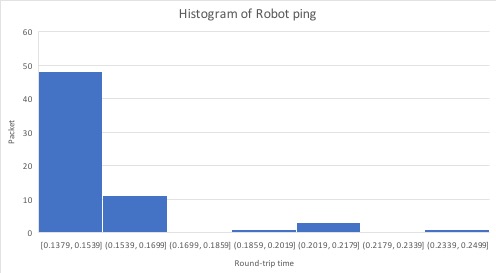 Histogram of Robot ping
60
50
40
30
20
10
0
Packet
[0.1379, 0.1539] (0.1539, 0.1699] (0.1699, 0.1859] (0.1859, 0.2019] (0.2019, 0.2179] (0.2179, 0.2339] (0.2339, 0.2499]
Round-trip time